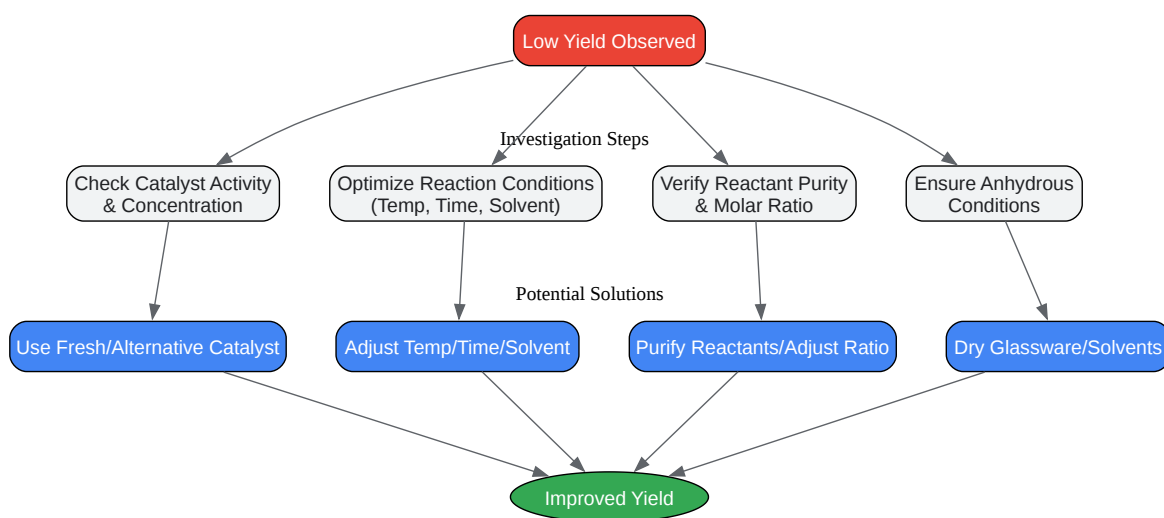 Low Yield Observed
Investigation Steps
Check Catalyst Activity
& Concentration
Optimize Reaction Conditions
(Temp, Time, Solvent)
Verify Reactant Purity
& Molar Ratio
Ensure Anhydrous
Conditions
Potential Solutions
Use Fresh/Alternative Catalyst
Adjust Temp/Time/Solvent
Purify Reactants/Adjust Ratio
Dry Glassware/Solvents
Improved Yield